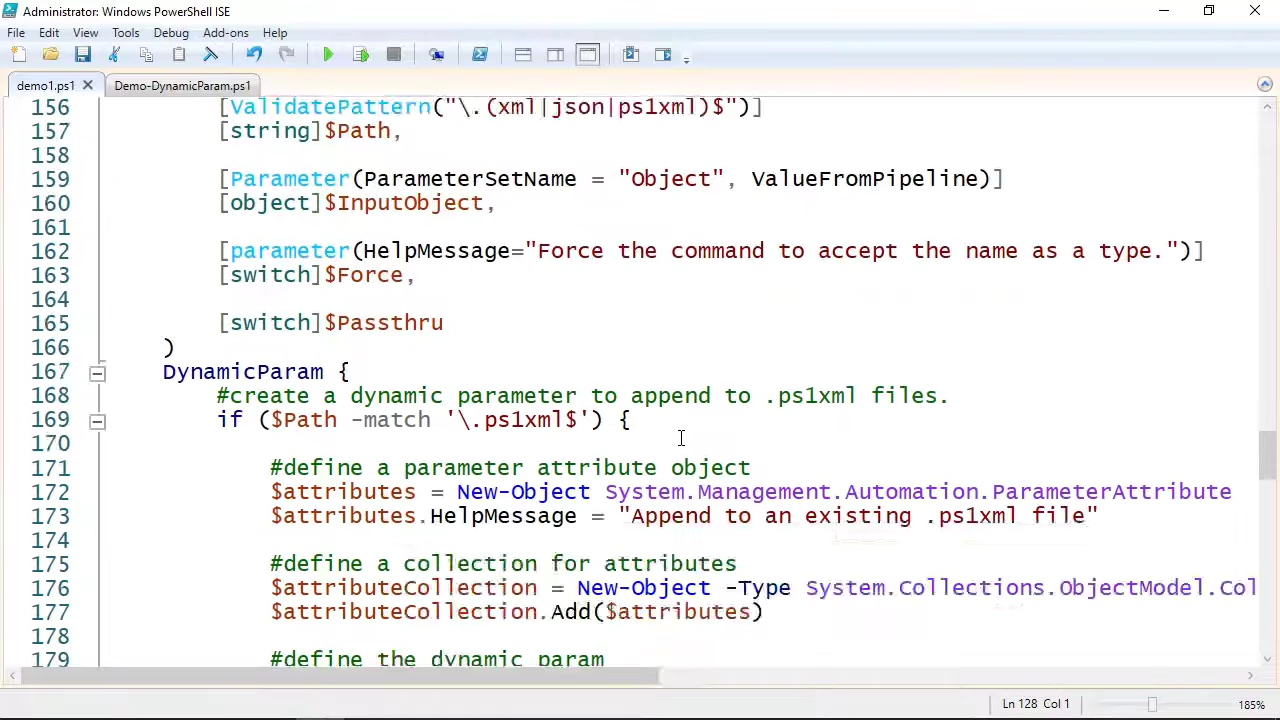 Administrator: Windows PowerShell ISE
File Edit View Tools Debug Add-ons Help
demo1.ps1 Demo-DynamicParam.ps1
156 [ValidatePattern("\.(xml|json|ps1xml)$")]
157 [string]$Path,
158
159 [Parameter(ParameterSetName = "Object", ValueFromPipeline)]
160 [object]$InputObject,
161
162 [parameter(HelpMessage="Force the command to accept the name as a type.")]
163 [switch]$Force,
164
165 [switch]$Passthru
166 )
167 DynamicParam {
168 #create a dynamic parameter to append to .ps1xml files.
169 if ($Path -match '\.ps1xml$') {
170
171 #define a parameter attribute object
172 $attributes = New-Object System.Management.Automation.ParameterAttribute
173 $attributes.HelpMessage = "Append to an existing .ps1xml file"
174
175 #define a collection for attributes
176 $attributeCollection = New-Object -Type System.Collections.ObjectModel.Col
177 $attributeCollection.Add($attributes)
178
179 #define the dynamic param
Ln 128 Col 1 185%